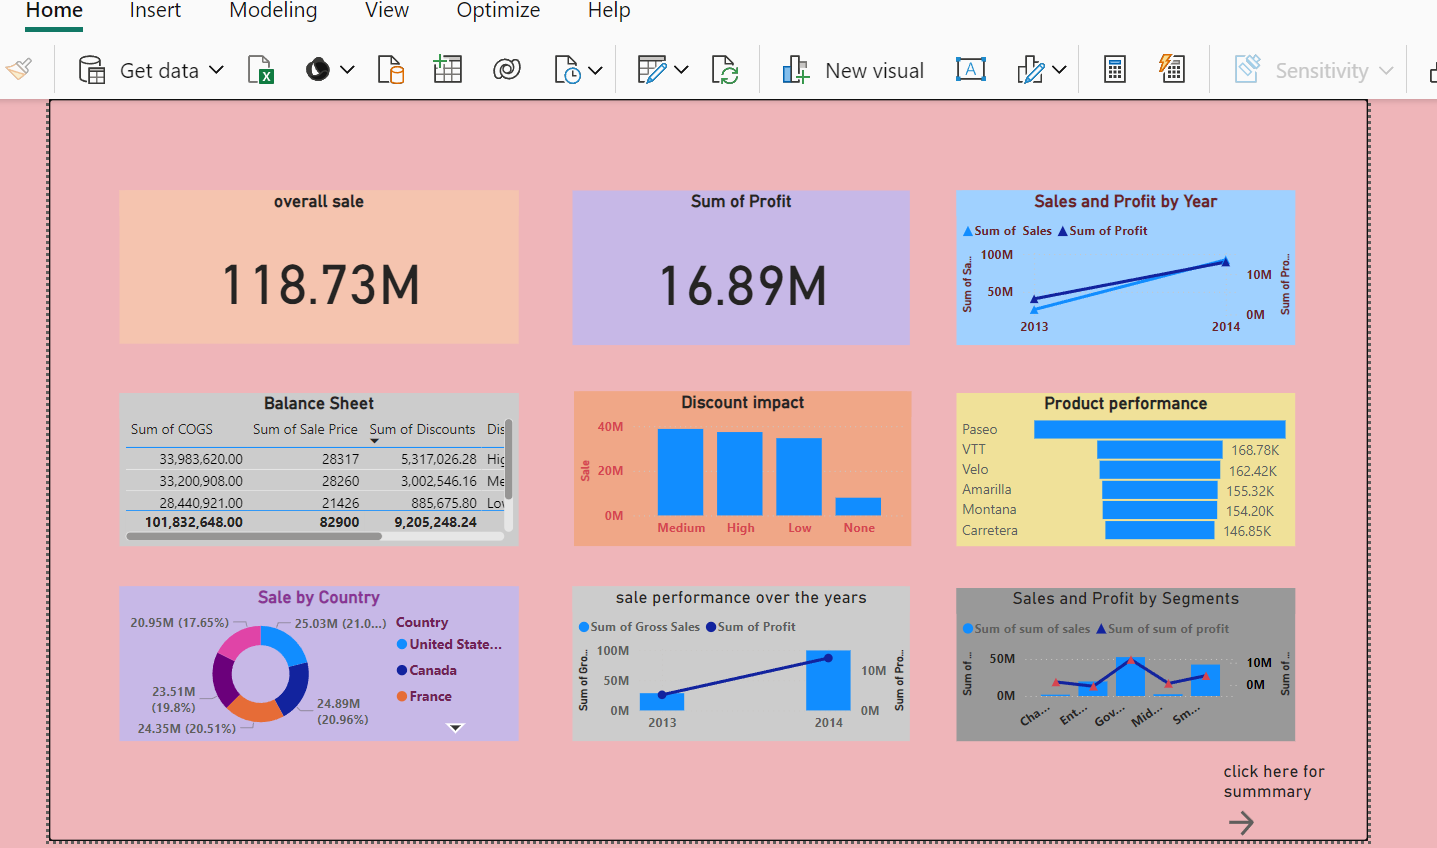 Home Insert Modeling View Optimize Help
Get data New visual Sensitivity
overall sale
118.73M
Sum of Profit
16.89M
Sales and Profit by Year
Sum of Sales Sum of Profit
Sum of Sa...
100M
50M
10M
0M
Sum of Pro...
2013 2014
Balance Sheet
Sum of COGS Sum of Sale Price Sum of Discounts Dis
33,983,620.00 28317 5,317,026.28 Hig
33,200,908.00 28260 3,002,546.16 Me
28,440,921.00 21426 885,675.80 Lov
101,832,648.00 82900 9,205,248.24
Discount impact
Sale
40M
20M
0M
Medium High Low None
Product performance
Paseo
VTT 168.78K
Velo 162.42K
Amarilla 155.32K
Montana 154.20K
Carretera 146.85K
Sale by Country
20.95M (17.65%)
25.03M (21.0...)
23.51M
(19.8%)
24.89M
(20.96%)
24.35M (20.51%)
Country
United State...
Canada
France
sale performance over the years
Sum of Gross Sales Sum of Profit
Sum of Gro...
100M
50M
0M
10M
0M
Sum of Pro...
2013 2014
Sales and Profit by Segments
Sum of sum of sales Sum of sum of profit
Sum of ...
50M
0M
10M
0M
Sum of ...
Cha... Ent... Gov... Mid... Sm...
click here for
summmary